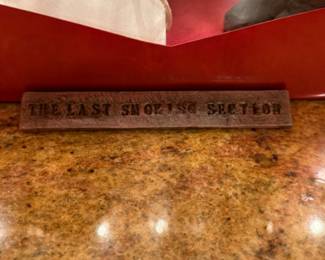 THE LAST SMOKING SECTION